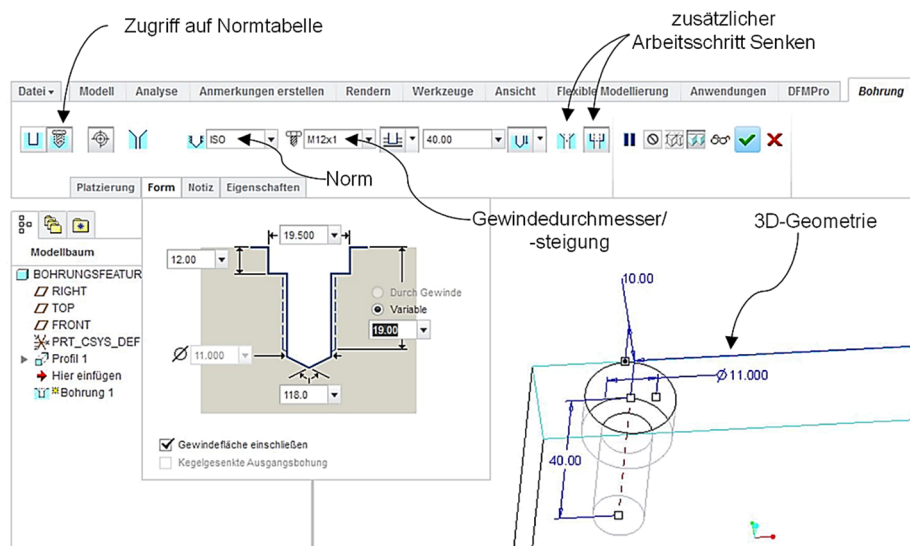 Zugriff auf Normtabelle
zusätzlicher
Arbeitsschritt Senken
Datei Modell Analyse Anmerkungen erstellen Rendern Werkzeuge Ansicht Flexible Modellierung Anwendungen DFMPro Bohrung
ISO M12x1 40.00
Platzierung Form Notiz Eigenschaften
Norm
Gewindedurchmesser/
-steigung
3D-Geometrie
Modellbaum
BOHRUNGSFEATUR
RIGHT
TOP
FRONT
PRT_CSYS_DEF
Profil 1
Hier einfügen
Bohrung 1
19.500
12.00
Durch Gewinde
Variable
19.00
Ø 11.000
118.0
Gewindefläche einschließen
Kegelgesenkte Ausgangsbohung
10.00
Ø11.000
40.00